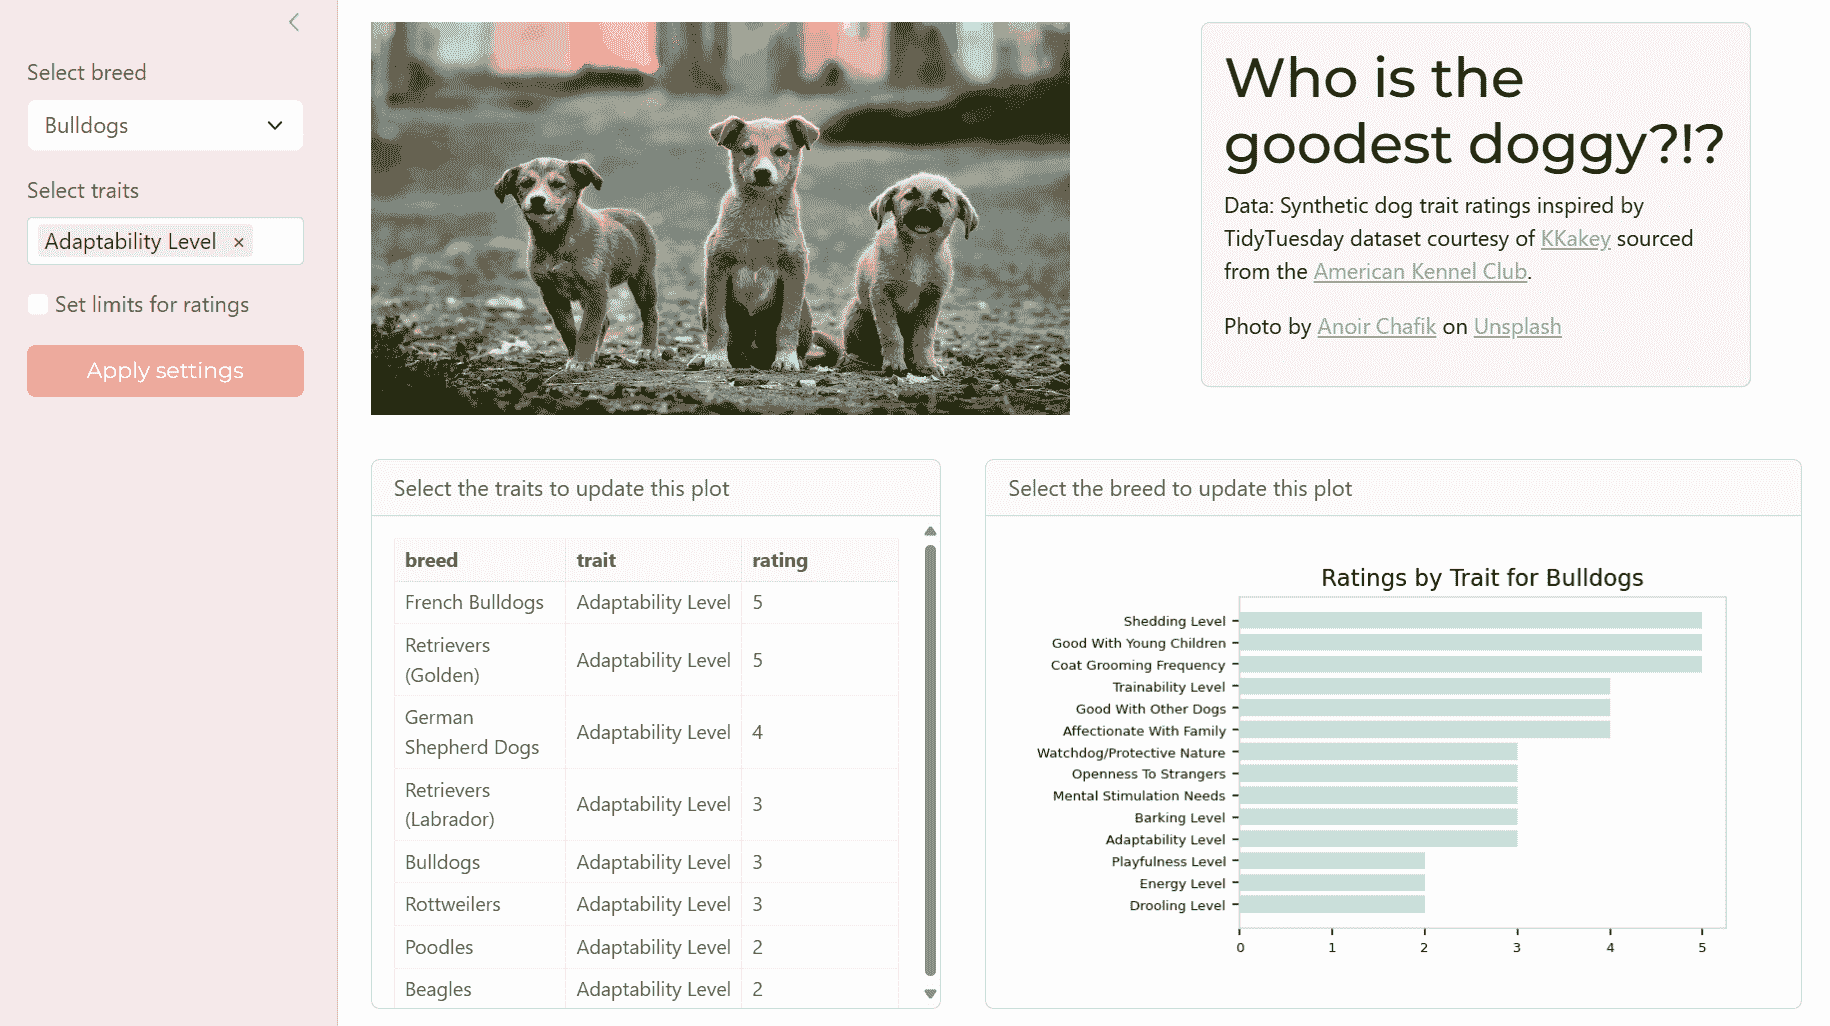 Select breed
Bulldogs
Select traits
Adaptability Level ×
Set limits for ratings
Apply settings
Who is the
goodest doggy?!?
Data: Synthetic dog trait ratings inspired by
TidyTuesday dataset courtesy of KKakey sourced
from the American Kennel Club.
Photo by Anoir Chafik on Unsplash
Select the traits to update this plot
breed trait rating
French Bulldogs Adaptability Level 5
Retrievers
(Golden) Adaptability Level 5
German
Shepherd Dogs Adaptability Level 4
Retrievers
(Labrador) Adaptability Level 3
Bulldogs Adaptability Level 3
Rottweilers Adaptability Level 3
Poodles Adaptability Level 2
Beagles Adaptability Level 2
Select the breed to update this plot
Ratings by Trait for Bulldogs
Shedding Level
Good With Young Children
Coat Grooming Frequency
Trainability Level
Good With Other Dogs
Affectionate With Family
Watchdog/Protective Nature
Openness To Strangers
Mental Stimulation Needs
Barking Level
Adaptability Level
Playfulness Level
Energy Level
Drooling Level
0 1 2 3 4 5